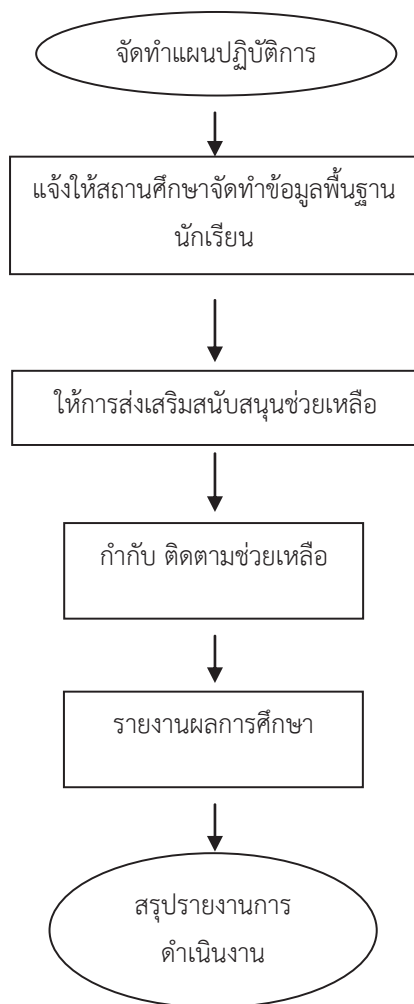 จัดทำแผนปฏิบัติการ
แจ้งให้สถานศึกษาจัดทำข้อมูลพื้นฐาน
นักเรียน
ให้การส่งเสริมสนับสนุนช่วยเหลือ
กำกับ ติดตามช่วยเหลือ
รายงานผลการศึกษา
สรุปรายงานการ
ดำเนินงาน